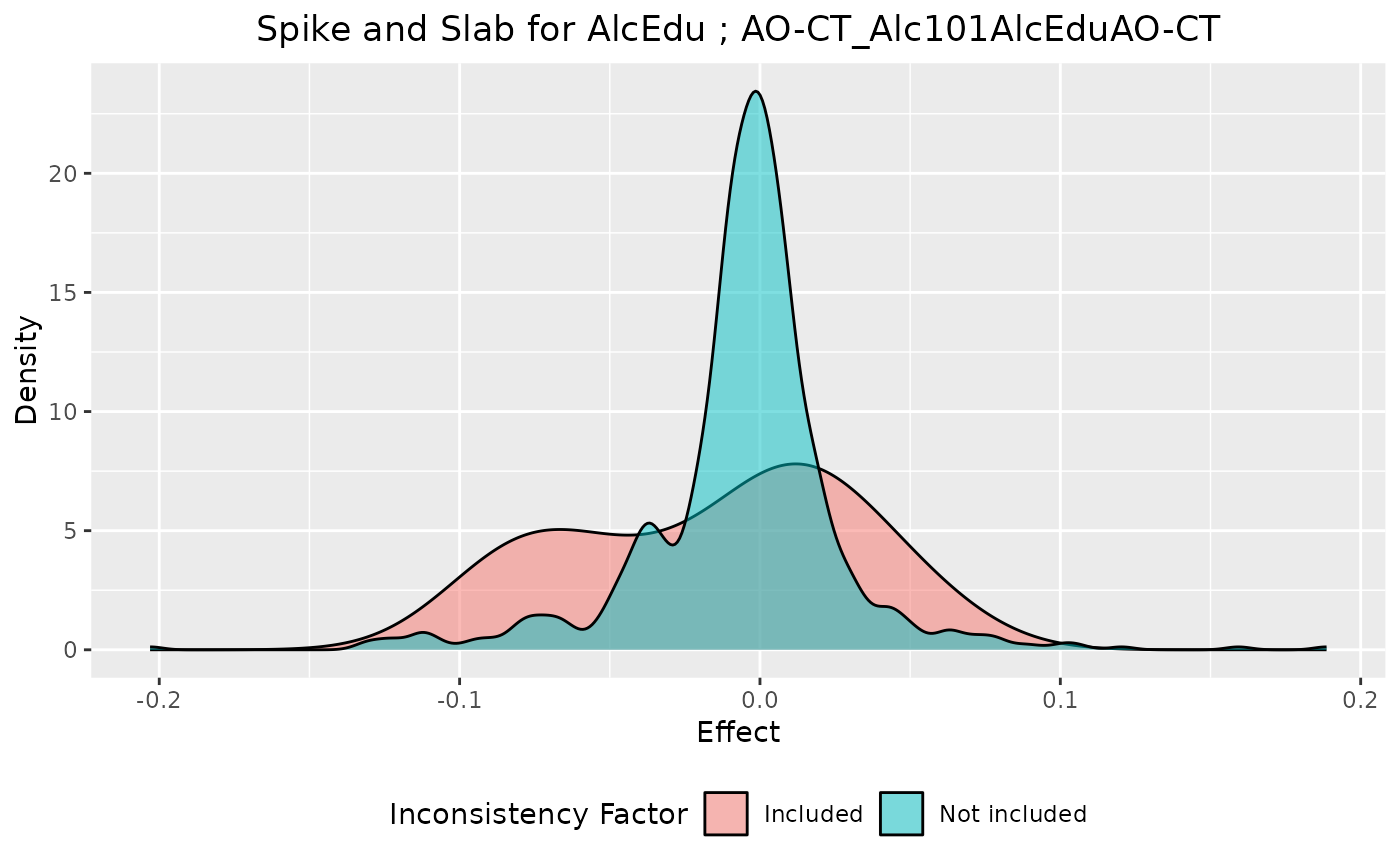 Spike and Slab for AlcEdu ; AO-CT_Alc101AlcEduAO-CT
Density
20
15
10
5
0
-0.2
-0.1
0.0
0.1
0.2
Effect
Inconsistency Factor
Included
Not included